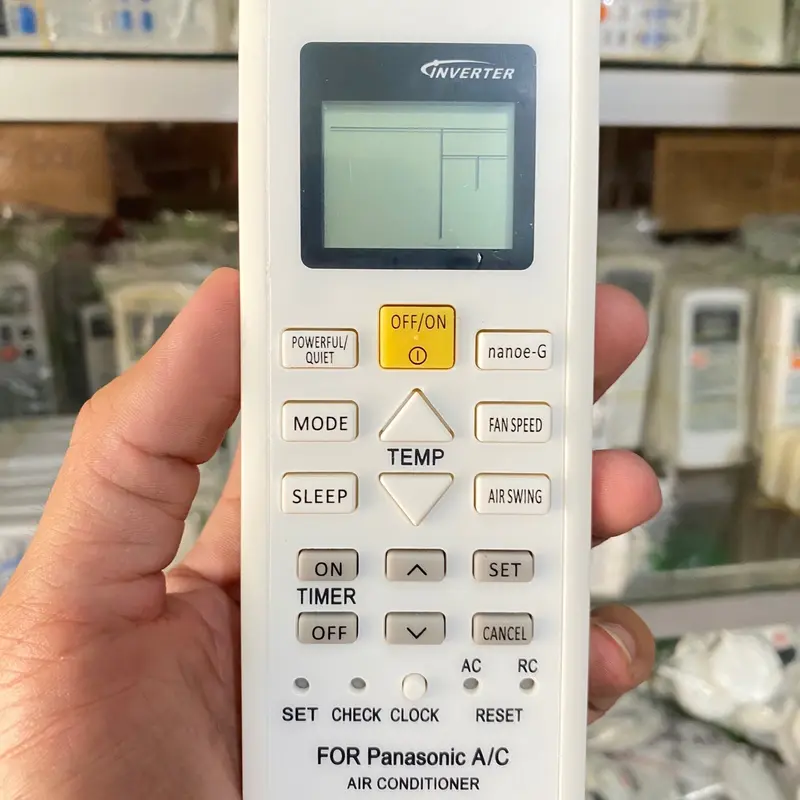 INVERTER
OFF/ON
POWERFUL/
QUIET
nanoe-G
MODE
FAN SPEED
TEMP
SLEEP
AIR SWING
ON
SET
TIMER
OFF
CANCEL
AC RC
SET CHECK CLOCK RESET
FOR Panasonic A/C
AIR CONDITIONER